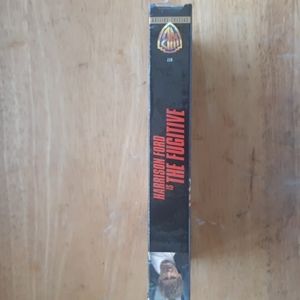 HARRISON FORD
IS
THE FUGITIVE